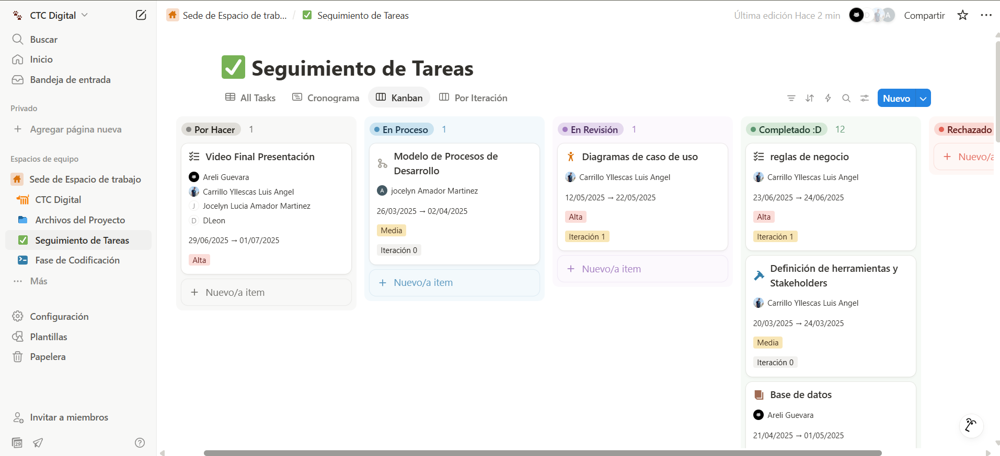 CTC Digital
Buscar
Inicio
Bandeja de entrada
Privado
Agregar página nueva
Espacios de equipo
Sede de Espacio de trabajo
CTC Digital
Archivos del Proyecto
Seguimiento de Tareas
Fase de Codificación
Más
Configuración
Plantillas
Papelera
Invitar a miembros
29
Sede de Espacio de trab... / Seguimiento de Tareas
Última edición Hace 2 min
D
A
Compartir
Seguimiento de Tareas
All Tasks
Cronograma
Kanban
Por Iteración
Nuevo
Por Hacer 1
Video Final Presentación
Areli Guevara
Carrillo Yllescas Luis Angel
J Jocelyn Lucia Amador Martinez
D DLeon
29/06/2025 → 01/07/2025
Alta
+ Nuevo/a item
En Proceso 1
Modelo de Procesos de
Desarrollo
A jocelyn Amador Martinez
26/03/2025 → 02/04/2025
Media
Iteración 0
+ Nuevo/a item
En Revisión 1
Diagramas de caso de uso
Carrillo Yllescas Luis Angel
12/05/2025 → 22/05/2025
Alta
Iteración 1
+ Nuevo/a item
Completado :D 12
reglas de negocio
Carrillo Yllescas Luis Angel
23/06/2025 → 24/06/2025
Alta
Iteración 1
Definición de herramientas y
Stakeholders
Carrillo Yllescas Luis Angel
20/03/2025 → 24/03/2025
Media
Iteración 0
Base de datos
Areli Guevara
21/04/2025 → 01/05/2025
Rechazado
+ Nuevo/a